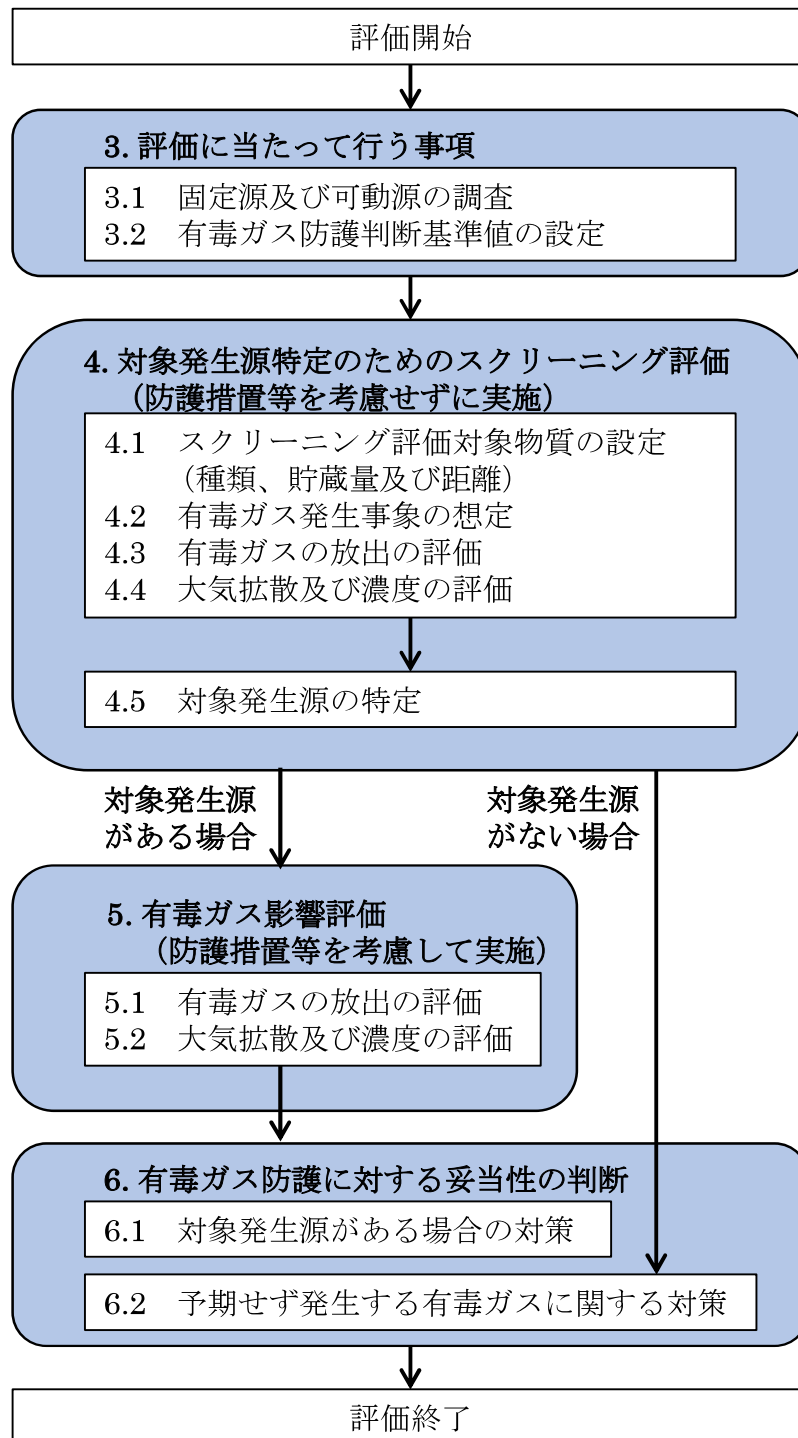 評価開始
3. 評価に当たって行う事項
3.1 固定源及び可動源の調査
3.2 有毒ガス防護判断基準値の設定
4. 対象発生源特定のためのスクリーニング評価
（防護措置等を考慮せずに実施）
4.1 スクリーニング評価対象物質の設定
（種類、貯蔵量及び距離）
4.2 有毒ガス発生事象の想定
4.3 有毒ガスの放出の評価
4.4 大気拡散及び濃度の評価
4.5 対象発生源の特定
対象発生源
がある場合
対象発生源
がない場合
5. 有毒ガス影響評価
（防護措置等を考慮して実施）
5.1 有毒ガスの放出の評価
5.2 大気拡散及び濃度の評価
6. 有毒ガス防護に対する妥当性の判断
6.1 対象発生源がある場合の対策
6.2 予期せず発生する有毒ガスに関する対策
評価終了